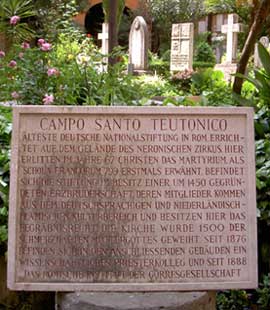 CAMPO SANTO TEUTONICO
ÄLTESTE DEUTSCHE NATIONALSTIFTUNG IN ROM, ERRICH-
TET AUF DEM GELÄNDE DES NERONISCHEN ZIRKUS. HIER
ERLITTEN IM JAHRE 67 CHRISTEN DAS MARTYRIUM. ALS
SCHOLA FRANCORUM 799 ERSTMALS ERWÄHNT, BEFINDET
SICH DIE STIFTUNG IM BESITZ EINER UM 1450 GEGRÜN-
DETEN ERZBRUDERSCHAFT, DEREN MITGLIEDER KOMMEN
AUS DEM DEUTSCHSPRACHIGEN UND NIEDERLÄNDISCH-
FLÄMISCHEN KULTURBEREICH UND BESITZEN HIER DAS
BEGRÄBNISRECHT. DIE KIRCHE WURDE 1500 DER
SCHMERZHAFTEN MUTTERGOTTES GEWEIHT. SEIT 1876
BEFINDEN SICH IN DEN ANSCHLIESSENDEN GEBÄUDEN EIN
WISSENSCHAFTLICHES PRIESTERKOLLEG UND SEIT 1888
DAS RÖMISCHE INSTITUT DER GÖRRESGESELLSCHAFT